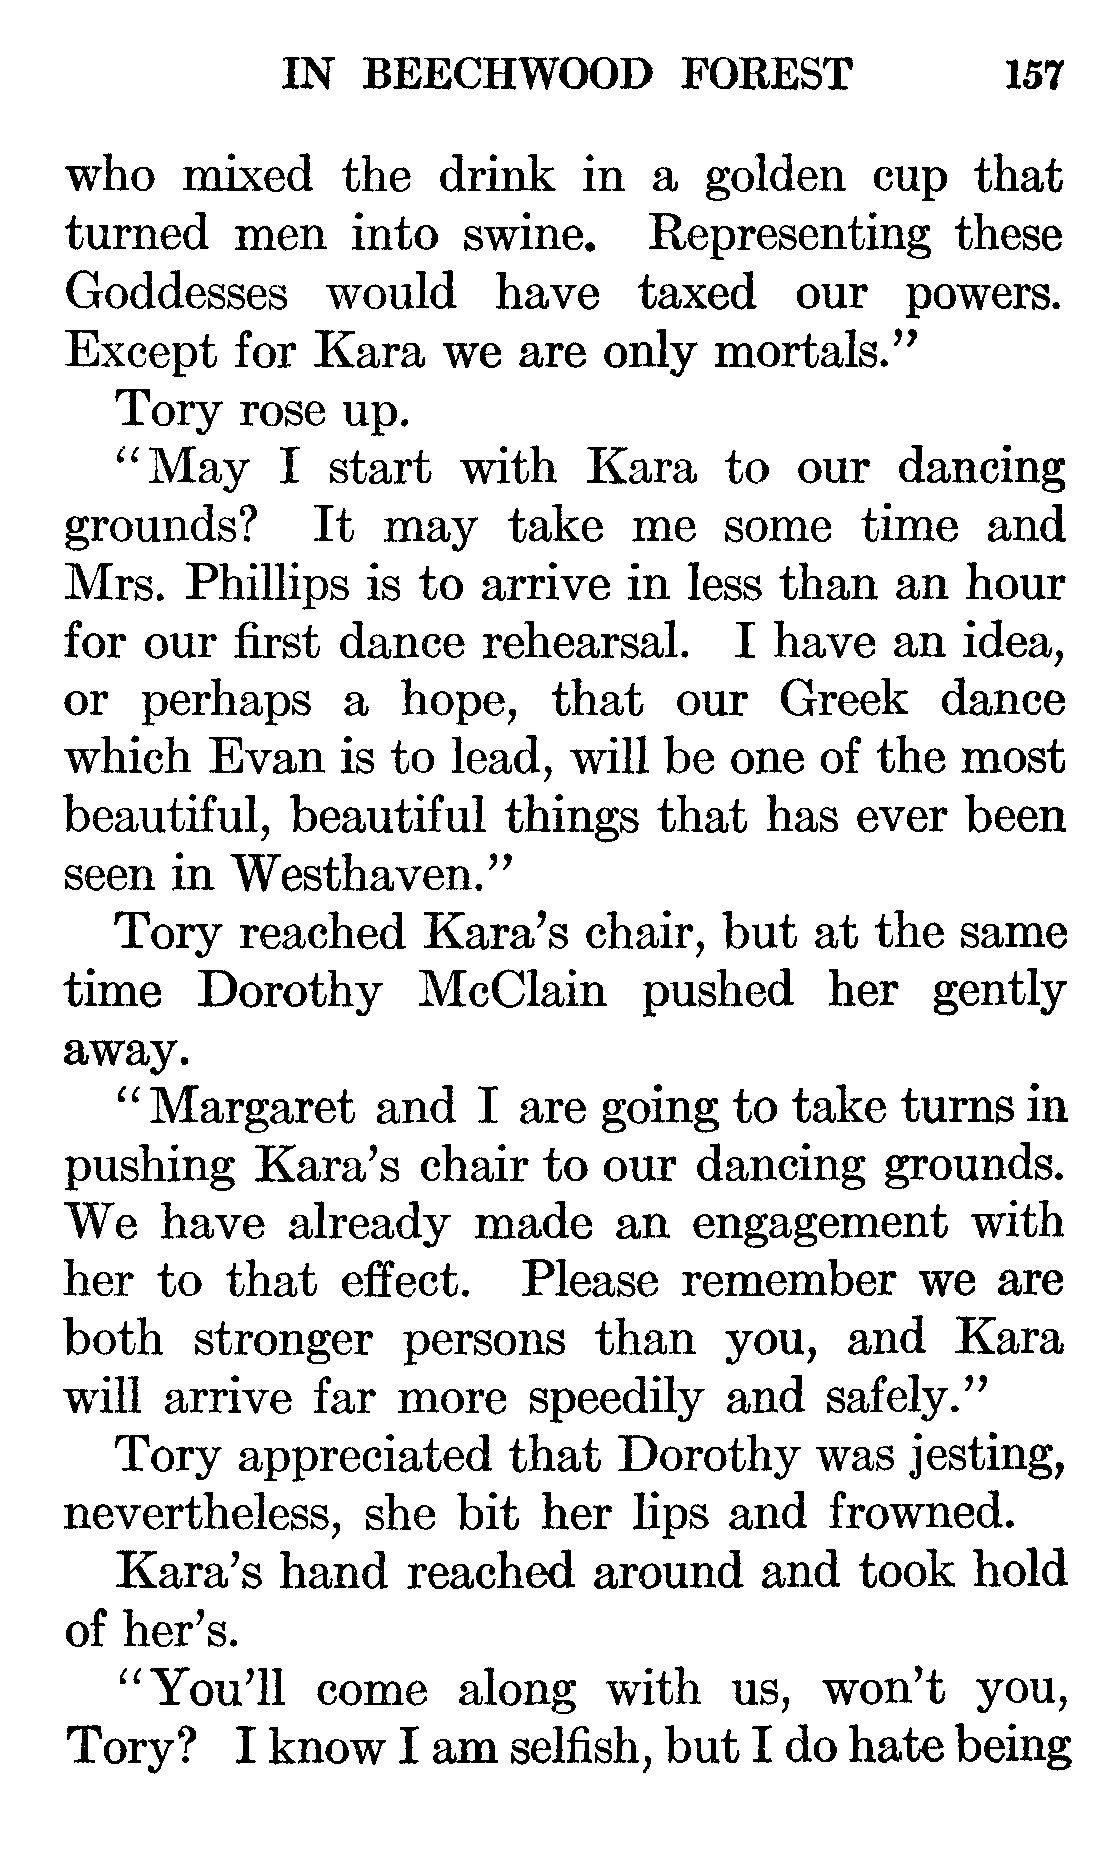 IN BEECHWOOD FOREST 157
who mixed the drink in a golden cup that
turned men into swine. Representing these
Goddesses would have taxed our powers.
Except for Kara we are only mortals."
Tory rose up.
"May I start with Kara to our dancing
grounds? It may take me some time and
Mrs. Phillips is to arrive in less than an hour
for our first dance rehearsal. I have an idea,
or perhaps a hope, that our Greek dance
which Evan is to lead, will be one of the most
beautiful, beautiful things that has ever been
seen in Westhaven."
Tory reached Kara's chair, but at the same
time Dorothy McClain pushed her gently
away.
"Margaret and I are going to take turns in
pushing Kara's chair to our dancing grounds.
We have already made an engagement with
her to that effect. Please remember we are
both stronger persons than you, and Kara
will arrive far more speedily and safely."
Tory appreciated that Dorothy was jesting,
nevertheless, she bit her lips and frowned.
Kara's hand reached around and took hold
of her's.
"You'll come along with us, won't you,
Tory? I know I am selfish, but I do hate being